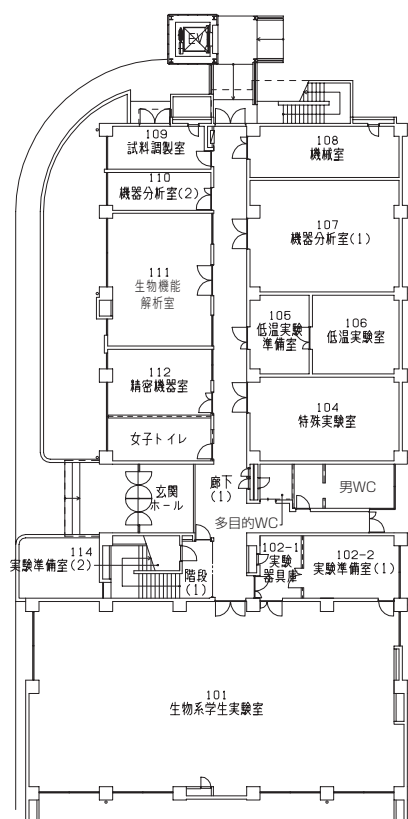 EV
109
試料調製室
108
機械室
110
機器分析室(2)
107
機器分析室(1)
111
生物機能
解析室
105
低温実験
準備室
106
低温実験室
112
精密機器室
104
特殊実験室
女子トイレ
玄関
ホール
廊下
(1)
男WC
多目的WC
114
実験準備室(2)
階段
(1)
102-1
実験
器具庫
102-2
実験準備室(1)
101
生物系学生実験室